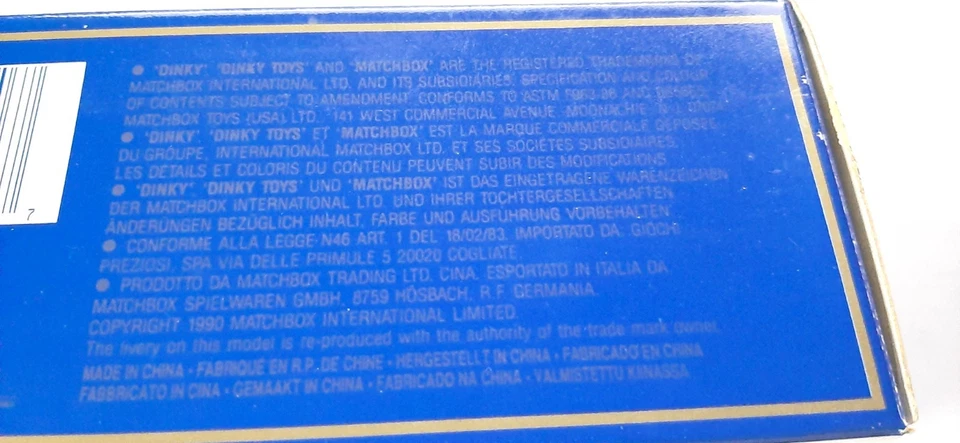 ● 'DINKY', 'DINKY TOYS' AND 'MATCHBOX' ARE THE REGISTERED TRADEMARKS OF
MATCHBOX INTERNATIONAL LTD. AND ITS SUBSIDIARIES. SPECIFICATION AND COLOUR
OF CONTENTS SUBJECT TO AMENDMENT. CONFORMS TO ASTM
MATCHBOX TOYS (USA) LTD. 141 WEST COMMERCIAL AVENUE, MOONACHIE
● 'DINKY', 'DINKY TOYS' ET 'MATCHBOX' EST LA MARQUE COMMERCIALE DÉPOSÉE
DU GROUPE, INTERNATIONAL MATCHBOX LTD. ET SES SOCIÉTÉS SUBSIDIAIRES.
LES DETAILS ET COLORIS DU CONTENU PEUVENT SUBIR DES MODIFICATIONS.
● 'DINKY', 'DINKY TOYS' UND 'MATCHBOX' IST DAS EINGETRAGENE WARENZEICHEN
DER MATCHBOX INTERNATIONAL LTD. UND IHRER TOCHTERGESELLSCHAFTEN
ÄNDERUNGEN BEZÜGLICH INHALT, FARBE UND AUSFÜHRUNG VORBEHALTEN
● CONFORME ALLA LEGGE N46 ART. 1 DEL 18/02/83. IMPORTATO DA: GIOCHI
PREZIOSI, SPA VIA DELLE PRIMULE 5 20020 COGLIATE.
● PRODOTTO DA MATCHBOX TRADING LTD. CINA. ESPORTATO IN ITALIA DA
MATCHBOX SPIELWAREN GMBH, 8759 HÖSBACH, R.F. GERMANIA.
COPYRIGHT 1990 MATCHBOX INTERNATIONAL LIMITED.
The livery on this model is re-produced with the authority of the trade mark owner.
MADE IN CHINA · FABRIQUE EN R.P. DE CHINE · HERGESTELLT IN CHINA · FABRICADO EN CHINA
FABBRICATO IN CINA · GEMAAKT IN CHINA · FABRICADO NA CHINA · VALMISTETTU KIINASSA
7